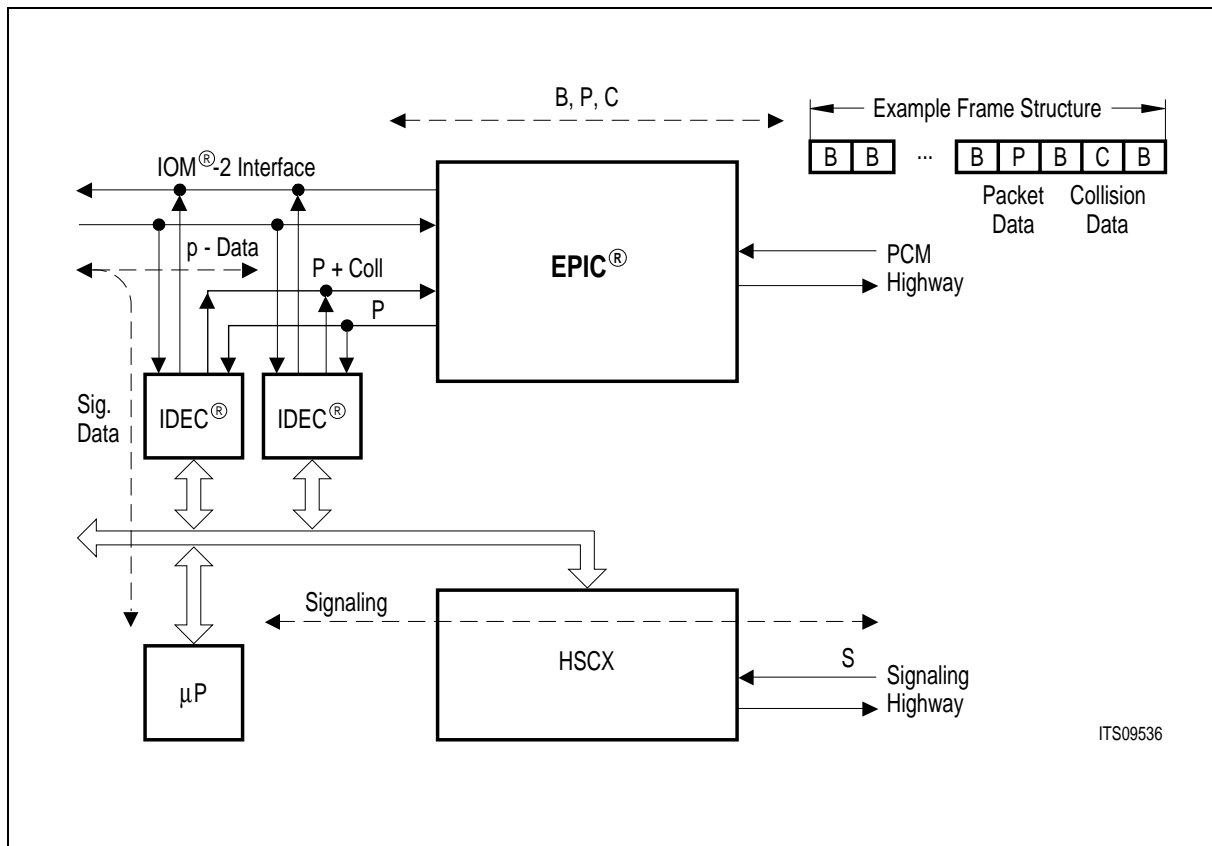 B, P, C
Example Frame Structure
B B ... B P B C B
Packet Data
Collision Data
IOM®-2 Interface
p - Data
P + Coll
P
EPIC®
PCM
Highway
IDEC®
IDEC®
Sig.
Data
Signaling
HSCX
S
Signaling
Highway
µP
ITS09536